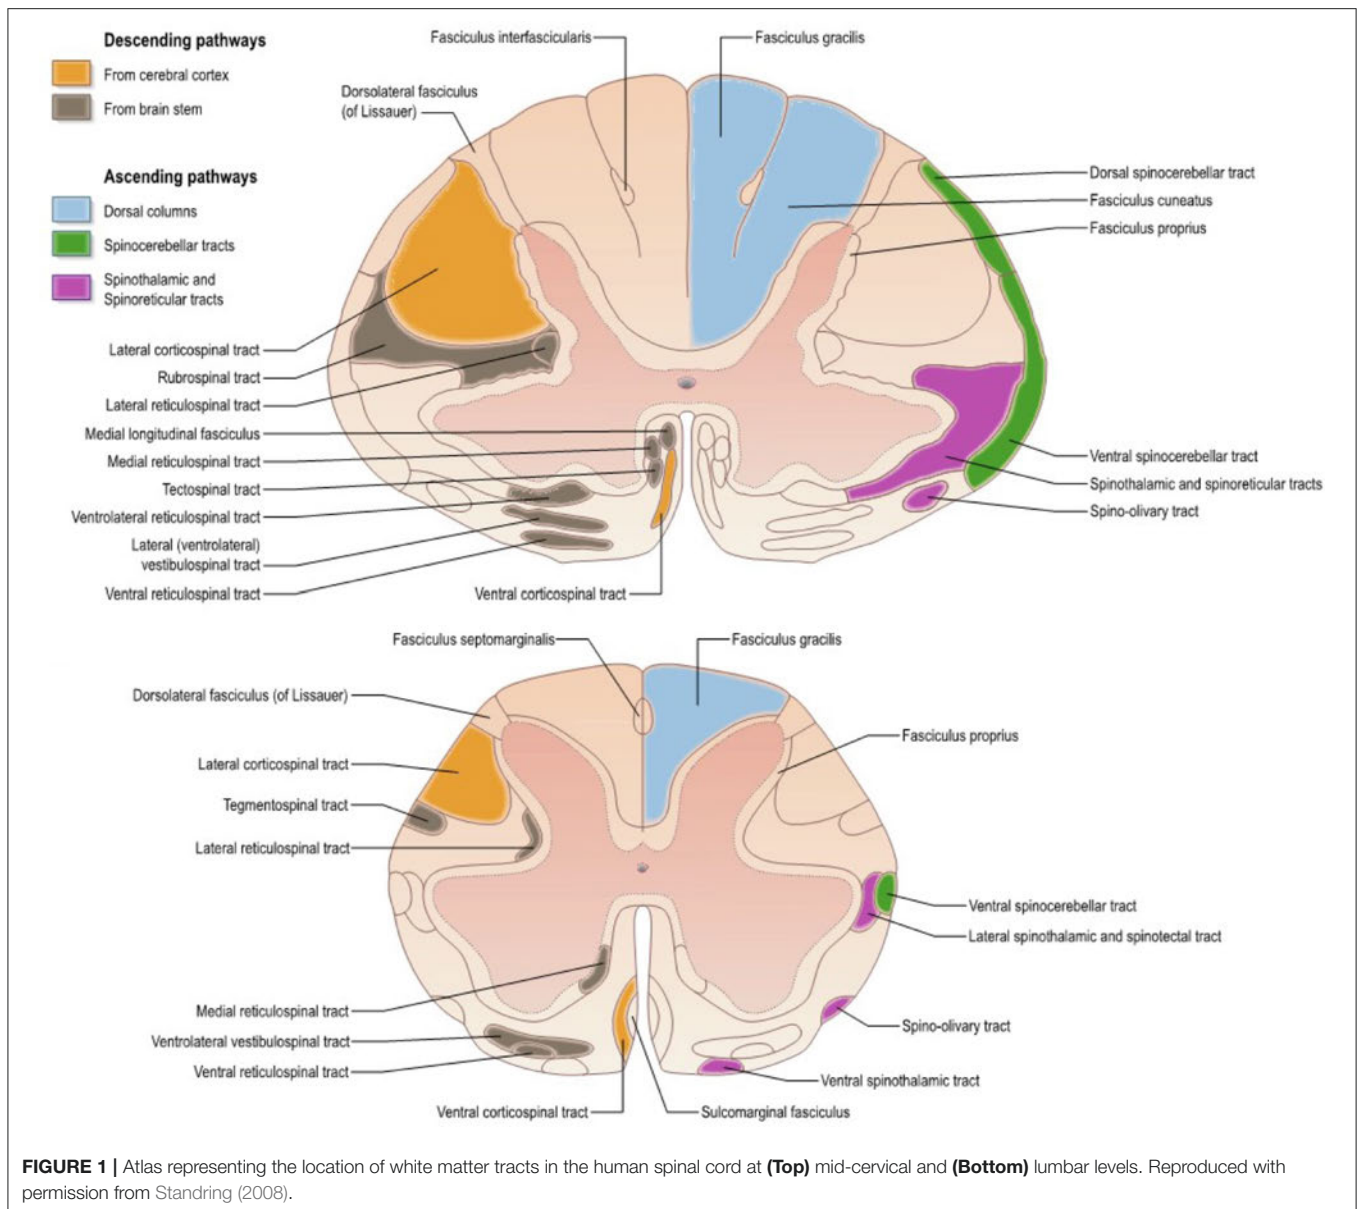 Descending pathways
From cerebral cortex
From brain stem
Ascending pathways
Dorsal columns
Spinocerebellar tracts
Spinothalamic and
Spinoreticular tracts
Fasciculus interfascicularis
Fasciculus gracilis
Dorsolateral fasciculus
(of Lissauer)
Dorsal spinocerebellar tract
Fasciculus cuneatus
Fasciculus proprius
Lateral corticospinal tract
Rubrospinal tract
Lateral reticulospinal tract
Medial longitudinal fasciculus
Medial reticulospinal tract
Tectospinal tract
Ventrolateral reticulospinal tract
Lateral (ventrolateral)
vestibulospinal tract
Ventral reticulospinal tract
Ventral corticospinal tract
Ventral spinocerebellar tract
Spinothalamic and spinoreticular tracts
Spino-olivary tract
Fasciculus septomarginalis
Fasciculus gracilis
Dorsolateral fasciculus (of Lissauer)
Lateral corticospinal tract
Tegmentospinal tract
Lateral reticulospinal tract
Fasciculus proprius
Ventral spinocerebellar tract
Lateral spinothalamic and spinotectal tract
Medial reticulospinal tract
Ventrolateral vestibulospinal tract
Ventral reticulospinal tract
Spino-olivary tract
Ventral spinothalamic tract
Ventral corticospinal tract
Sulcomarginal fasciculus
FIGURE 1 | Atlas representing the location of white matter tracts in the human spinal cord at (Top) mid-cervical and (Bottom) lumbar levels. Reproduced with
permission from Standring (2008).